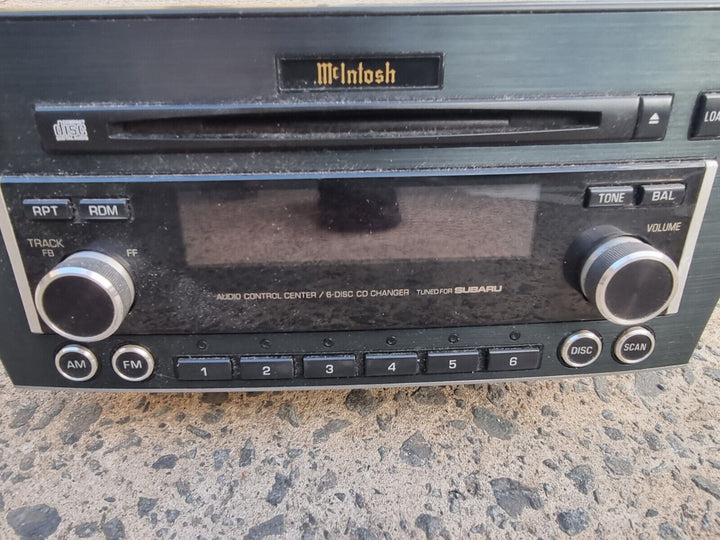 McIntosh
disc
LOA
RPT RDM
TONE BAL
TRACK
FB FF
VOLUME
AUDIO CONTROL CENTER / 6-DISC CD CHANGER TUNED FOR SUBARU
AM FM
1 2 3 4 5 6
DISC SCAN